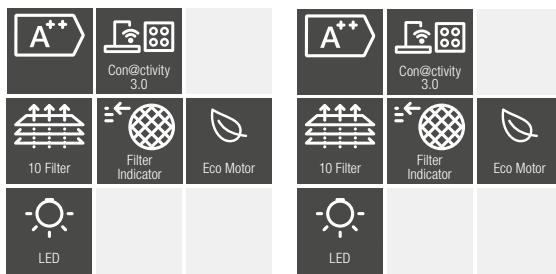 A++
Con@ctivity
3.0
10 Filter
Filter
Indicator
Eco Motor
LED
A++
Con@ctivity
3.0
10 Filter
Filter
Indicator
Eco Motor
LED